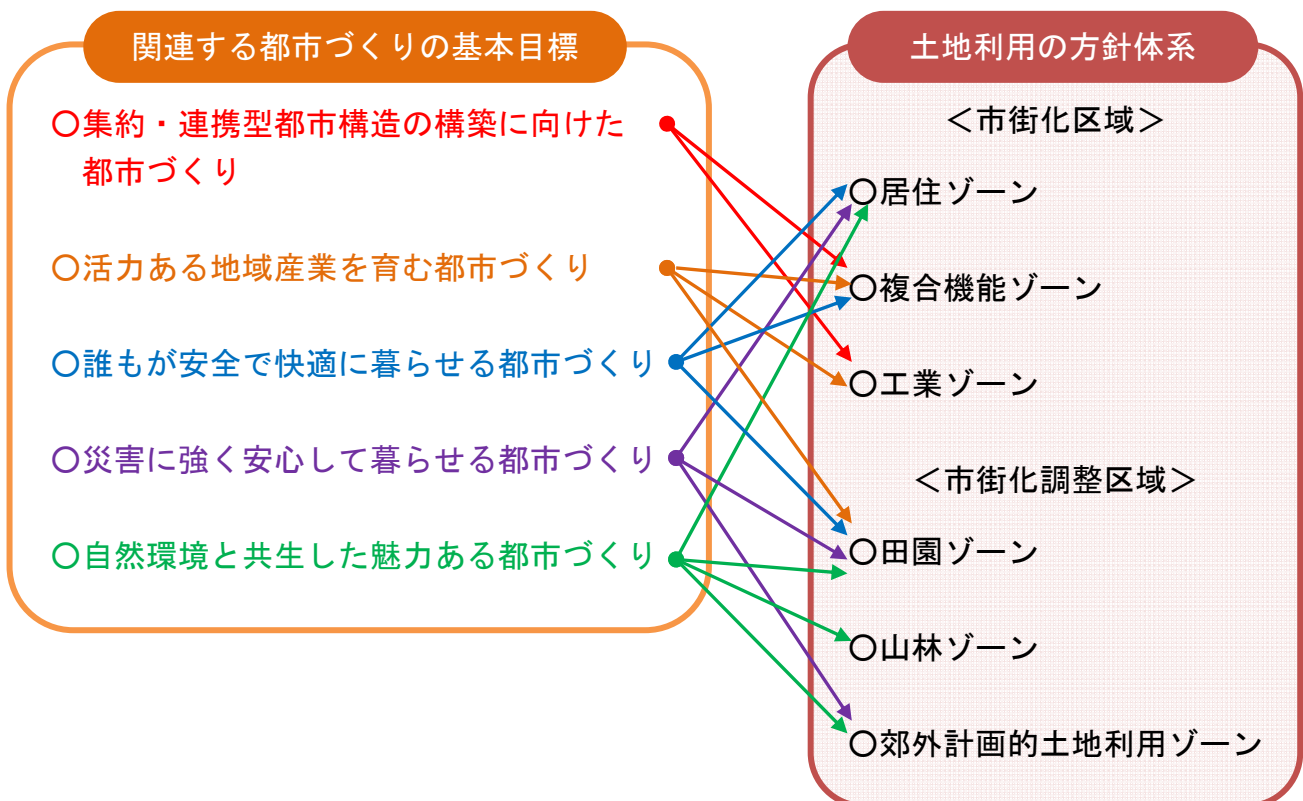 関連する都市づくりの基本目標
〇集約・連携型都市構造の構築に向けた
都市づくり
〇活力ある地域産業を育む都市づくり
〇誰もが安全で快適に暮らせる都市づくり
〇災害に強く安心して暮らせる都市づくり
〇自然環境と共生した魅力ある都市づくり
土地利用の方針体系
＜市街化区域＞
〇居住ゾーン
〇複合機能ゾーン
〇工業ゾーン
＜市街化調整区域＞
〇田園ゾーン
〇山林ゾーン
〇郊外計画的土地利用ゾーン